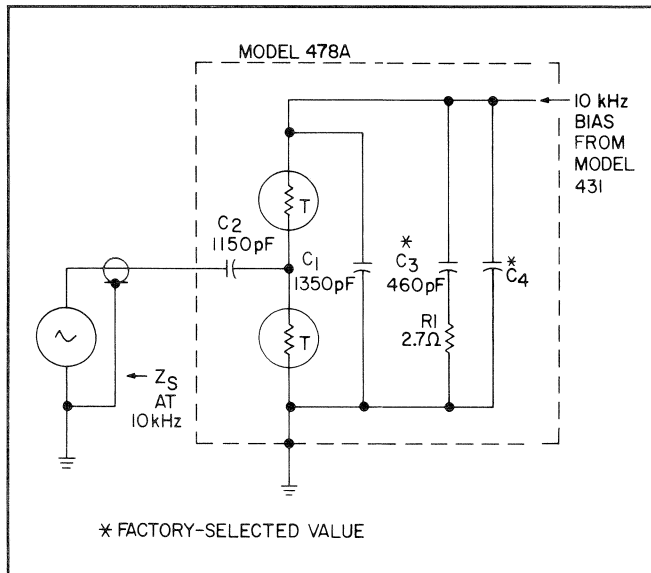 MODEL 478A
10 kHz
BIAS
FROM
MODEL
431
T
C2
1150pF
C1
1350pF
*
C3
460pF
*
C4
R1
2.7Ω
T
ZS
AT
10kHz
* FACTORY-SELECTED VALUE